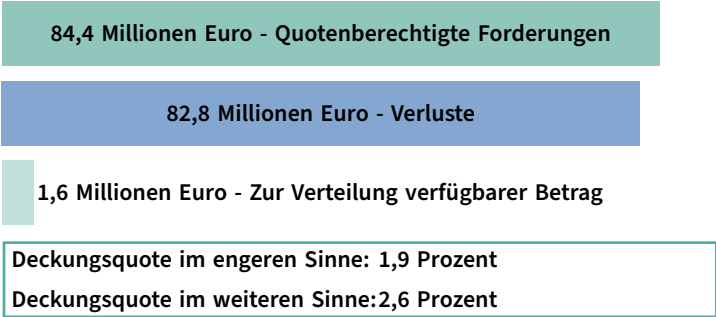 84,4 Millionen Euro - Quotenberechtigte Forderungen
82,8 Millionen Euro - Verluste
1,6 Millionen Euro - Zur Verteilung verfügbarer Betrag
Deckungsquote im engeren Sinne: 1,9 Prozent
Deckungsquote im weiteren Sinne:2,6 Prozent